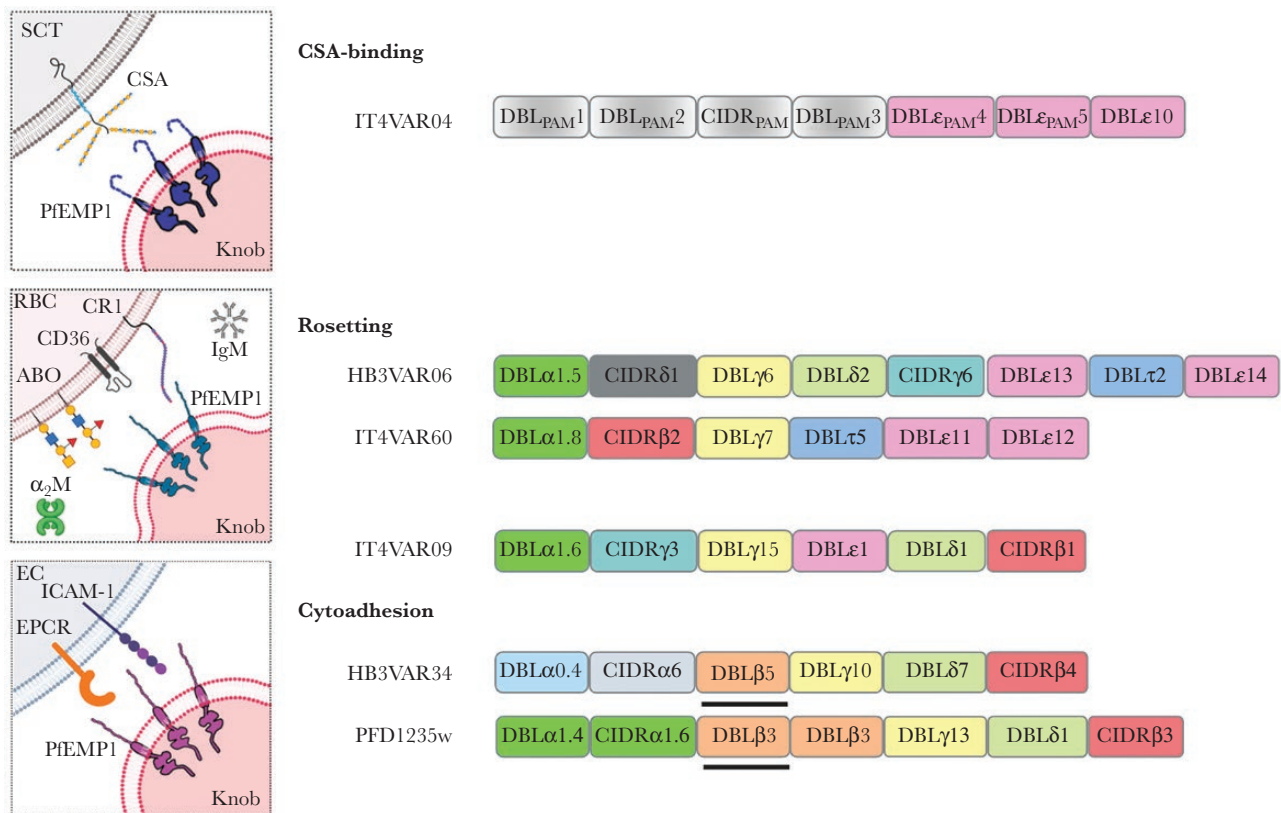 SCT
CSA
PfEMP1
Knob
CSA-binding
IT4VAR04
DBLPAM1 DBLPAM2 CIDRPAM DBLPAM3 DBLεPAM4 DBLεPAM5 DBLε10
RBC
CR1
CD36
IgM
ABO
PfEMP1
α2M
Knob
Rosetting
HB3VAR06
DBLα1.5 CIDRδ1 DBLγ6 DBLδ2 CIDRγ6 DBLε13 DBLτ2 DBLε14
IT4VAR60
DBLα1.8 CIDRβ2 DBLγ7 DBLτ5 DBLε11 DBLε12
IT4VAR09
DBLα1.6 CIDRγ3 DBLγ15 DBLε1 DBLδ1 CIDRβ1
EC
ICAM-1
EPCR
PfEMP1
Knob
Cytoadhesion
HB3VAR34
DBLα0.4 CIDRα6 DBLβ5 DBLγ10 DBLδ7 CIDRβ4
PFD1235w
DBLα1.4 CIDRα1.6 DBLβ3 DBLβ3 DBLγ13 DBLδ1 CIDRβ3